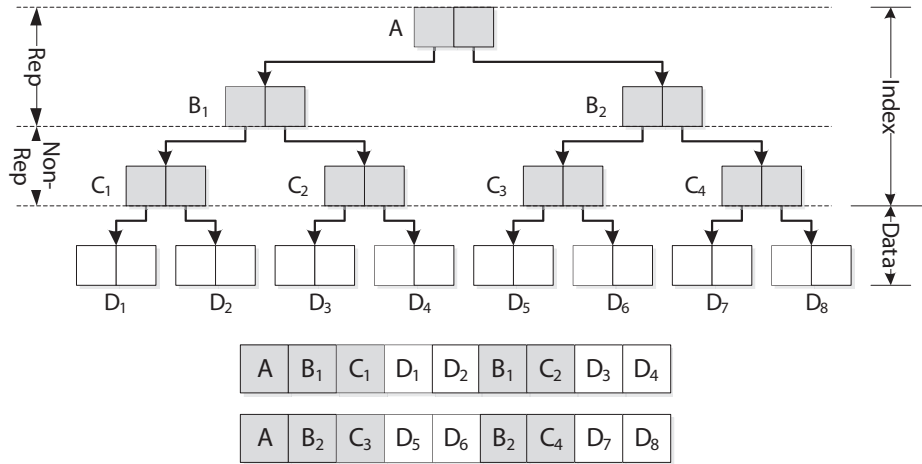 A
Rep
Index
B₁ B₂
Non-
Rep
C₁ C₂ C₃ C₄
Data
D₁ D₂ D₃ D₄ D₅ D₆ D₇ D₈
A B₁ C₁ D₁ D₂ B₁ C₂ D₃ D₄
A B₂ C₃ D₅ D₆ B₂ C₄ D₇ D₈